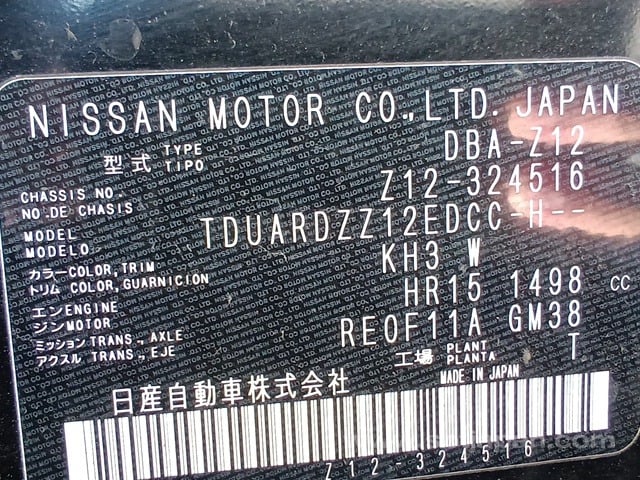 NISSAN MOTOR CO.,LTD. JAPAN
型式 TYPE TIPO DBA-Z12
CHASSIS NO. NO.DE CHASIS Z12-324516
MODEL MODELO TDUARDZZ12EDCC-H--
カラー COLOR,TRIM トリム COLOR,GUARNICION KH3 W
エンジン ENGINE MOTOR HR15 1498 CC
ミッション TRANS.,AXLE アクスル TRANS.,EJE RE0F11A GM38
工場 PLANT PLANTA T
日産自動車株式会社 MADE IN JAPAN
Z12-324516